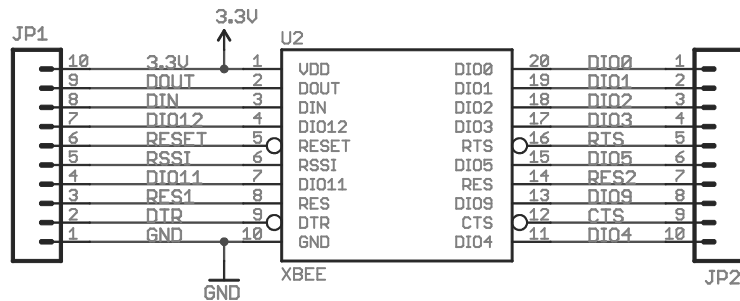 3.3V
JP1 U2
10 3.3V 1 VDD DIO0 20 DIO0 1
9 DOUT 2 DOUT DIO1 19 DIO1 2
8 DIN 3 DIN DIO2 18 DIO2 3
7 DIO12 4 DIO12 DIO3 17 DIO3 4
6 RESET 5 RESET RTS 16 RTS 5
5 RSSI 6 RSSI DIO5 15 DIO5 6
4 DIO11 7 DIO11 RES 14 RES2 7
3 RES1 8 RES DIO9 13 DIO9 8
2 DTR 9 DTR CTS 12 CTS 9
1 GND 10 GND DIO4 11 DIO4 10
XBEE JP2
GND